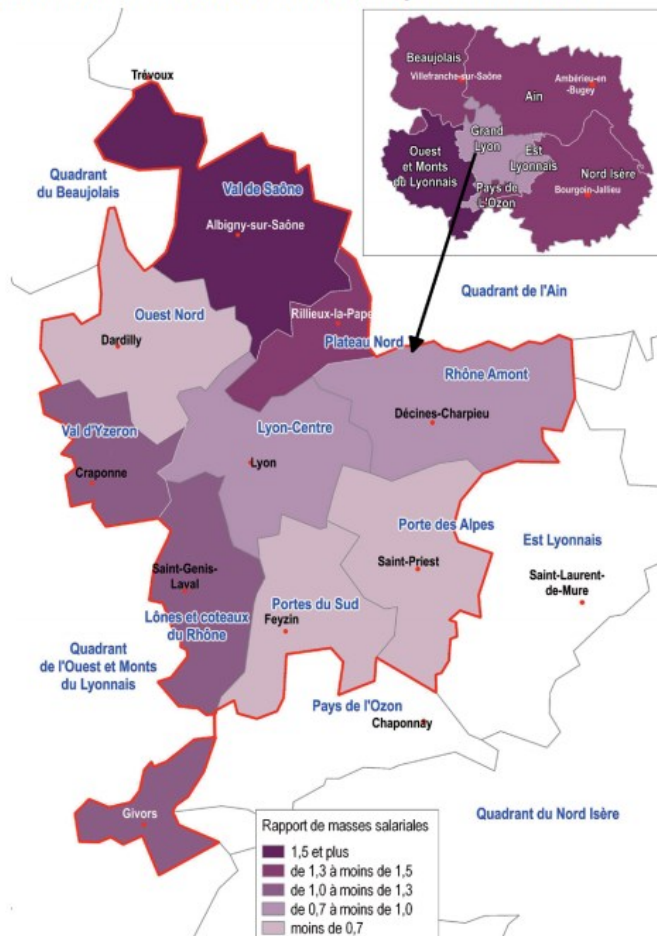 Beaujolais
Villefranche-sur-Saône
Ambérieu-en
-Bugey
Ain
Grand
Lyon
Ouest
et Monts
du Lyonnais
Est
Lyonnais
Nord Isère
Pays de
L'Ozon
Bourgoin-Jallieu
Trévoux
Quadrant
du Beaujolais
Val de Saône
Albigny-sur-Saône
Quadrant de l'Ain
Ouest Nord
Rillieux-la-Pape
Dardilly
Plateau Nord
Rhône Amont
Val d'Yzeron
Lyon-Centre
Décines-Charpieu
Craponne
Lyon
Porte des Alpes
Est Lyonnais
Saint-Genis-
Laval
Saint-Priest
Saint-Laurent-
de-Mure
Lônes et coteaux
du Rhône
Portes du Sud
Feyzin
Quadrant
de l'Ouest et Monts
du Lyonnais
Pays de l'Ozon
Chaponnay
Givors
Quadrant du Nord Isère
Rapport de masses salariales
1,5 et plus
de 1,3 à moins de 1,5
de 1,0 à moins de 1,3
de 0,7 à moins de 1,0
moins de 0,7